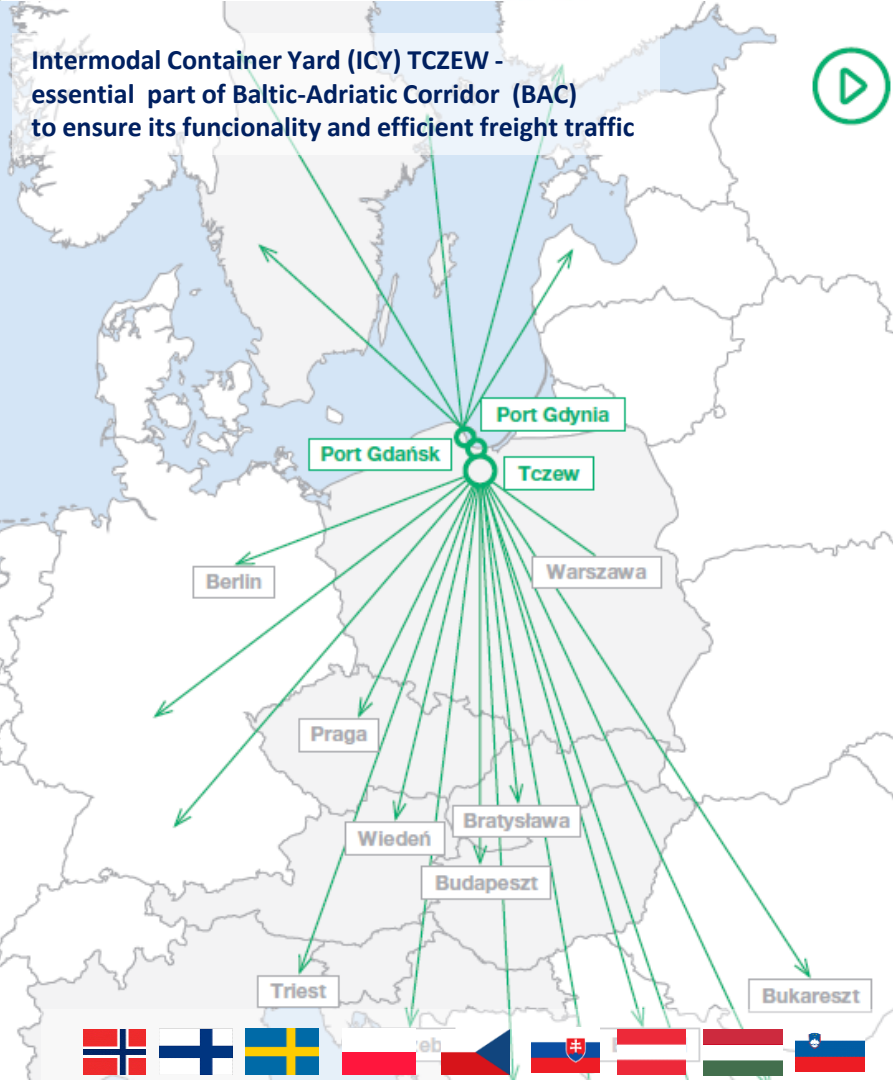 Intermodal Container Yard (ICY) TCZEW -
essential part of Baltic-Adriatic Corridor (BAC)
to ensure its funcionality and efficient freight traffic
Port Gdynia
Port Gdańsk
Tczew
Berlin
Warszawa
Praga
Bratysława
Wiedeń
Budapeszt
Triest
Bukareszt